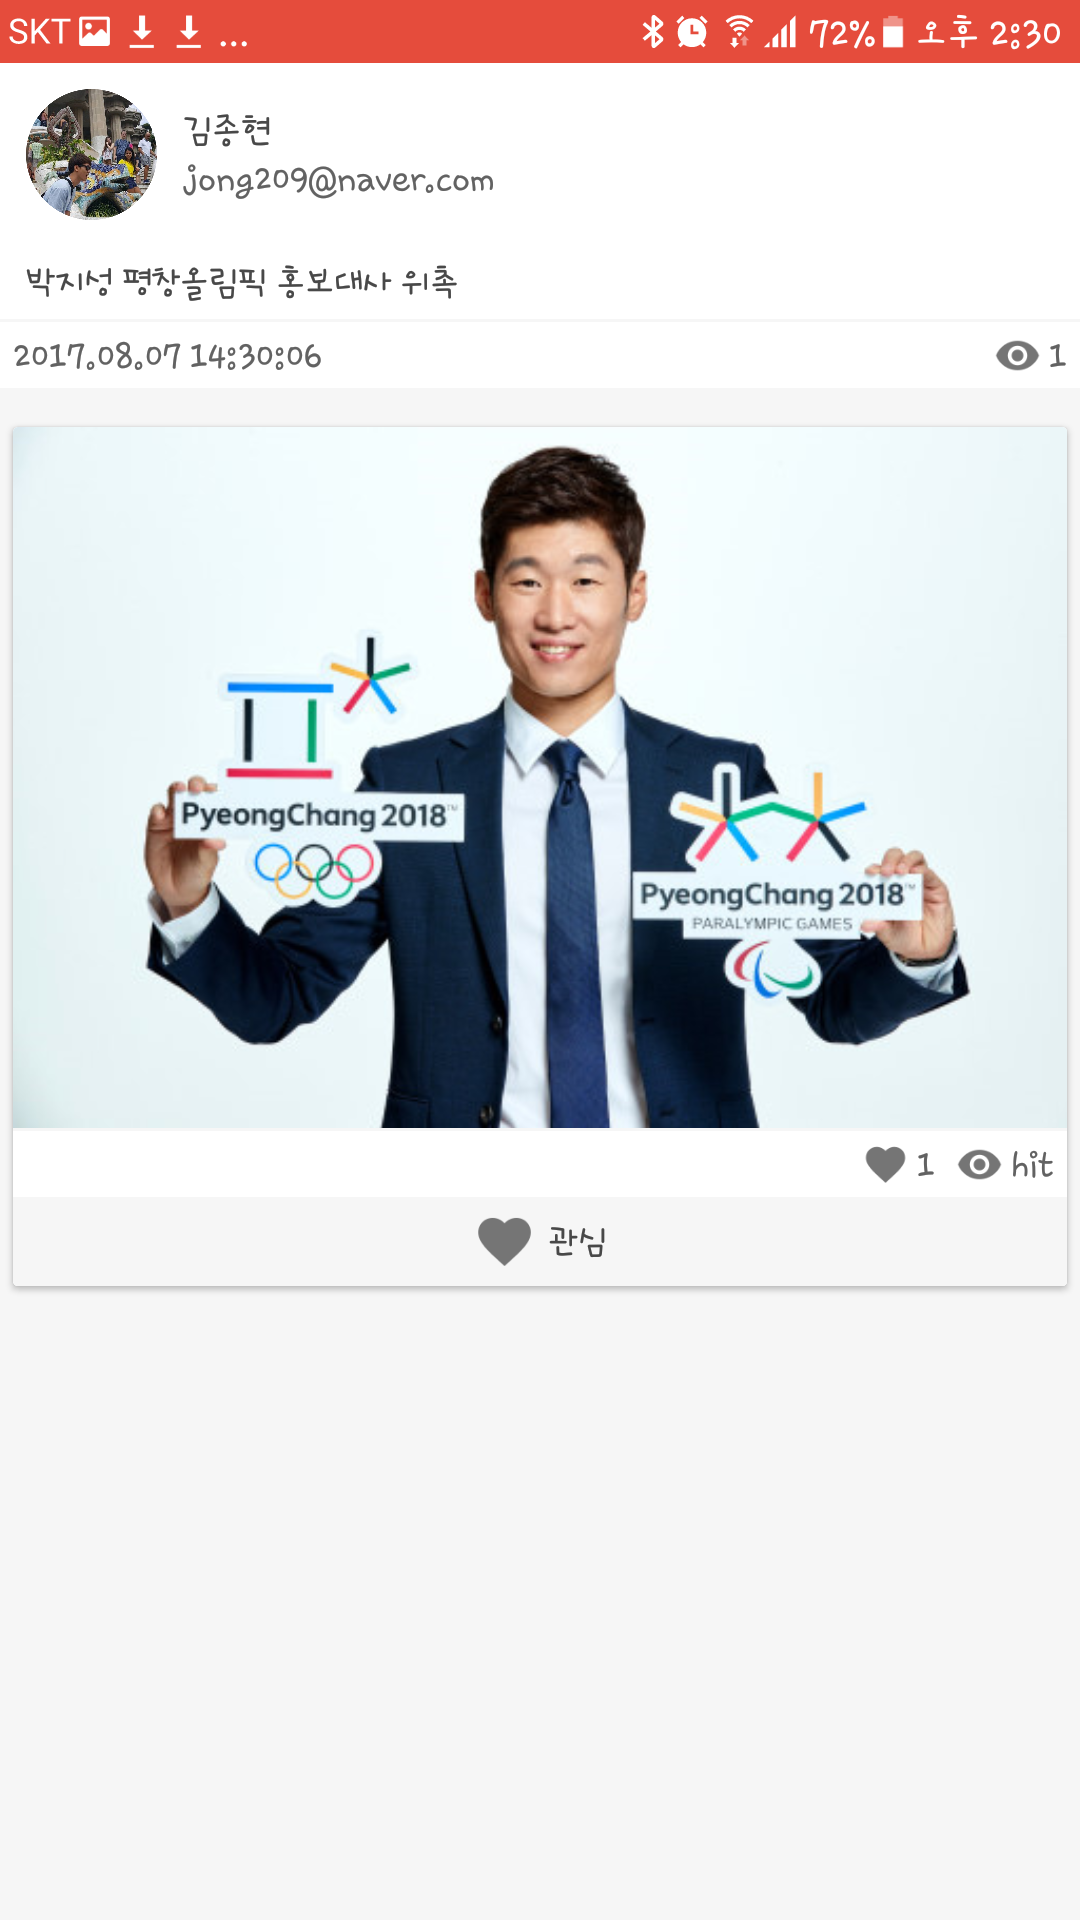 SKT ... 72% 오후 2:30
김종현
jong209@naver.com
박지성 평창올림픽 홍보대사 위촉
2017.08.07 14:30:06 1
PyeongChang 2018™
PyeongChang 2018™
PARALYMPIC GAMES
1 hit
관심